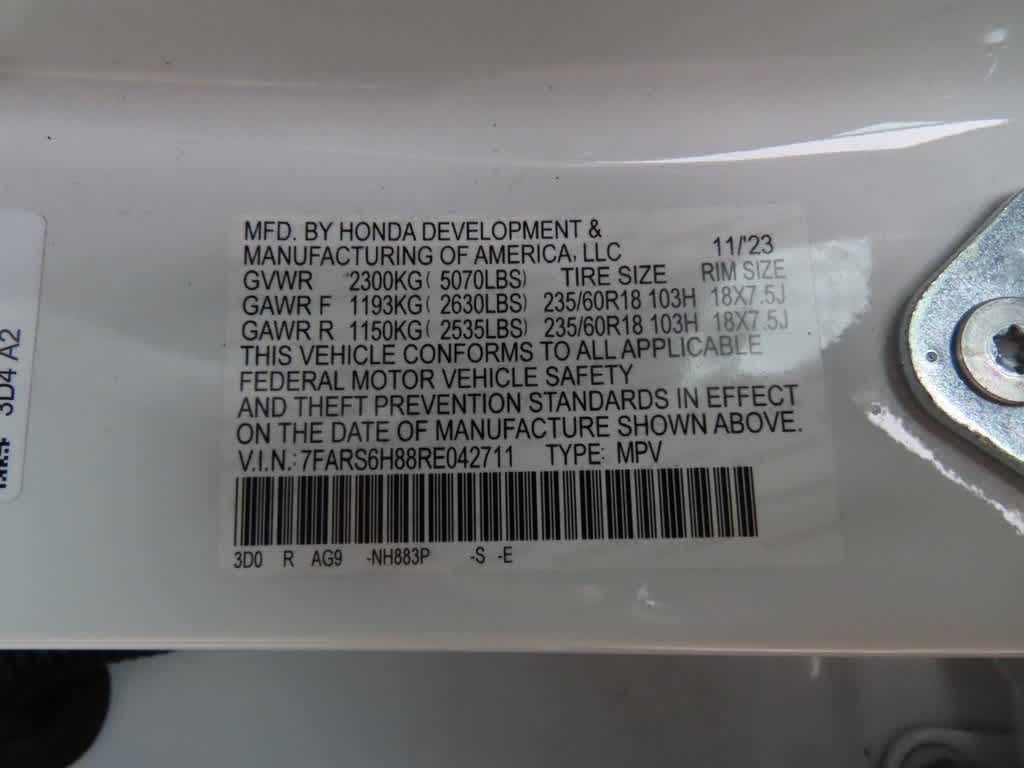 MFD. BY HONDA DEVELOPMENT &
MANUFACTURING OF AMERICA, LLC 11/'23
GVWR 2300KG( 5070LBS) TIRE SIZE RIM SIZE
GAWR F 1193KG( 2630LBS) 235/60R18 103H 18X7.5J
GAWR R 1150KG( 2535LBS) 235/60R18 103H 18X7.5J
THIS VEHICLE CONFORMS TO ALL APPLICABLE
FEDERAL MOTOR VEHICLE SAFETY
AND THEFT PREVENTION STANDARDS IN EFFECT
ON THE DATE OF MANUFACTURE SHOWN ABOVE.
V.I.N.: 7FARS6H88RE042711 TYPE: MPV
3D0 R AG9 -NH883P -S -E
3D4 A2